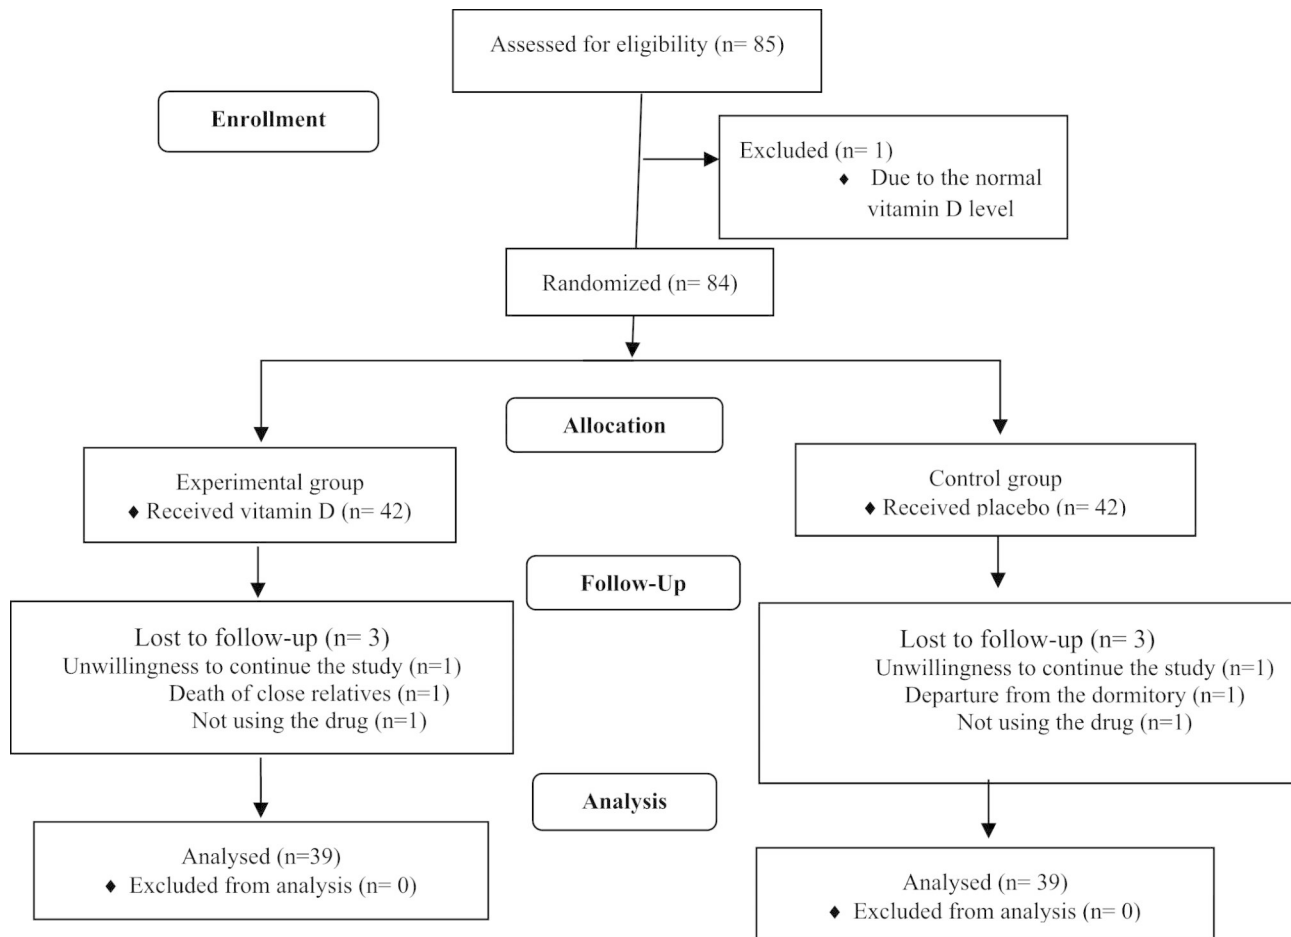 Assessed for eligibility (n= 85)
Enrollment
Excluded (n= 1)
♦ Due to the normal
vitamin D level
Randomized (n= 84)
Allocation
Experimental group
♦ Received vitamin D (n= 42)
Control group
♦ Received placebo (n= 42)
Follow-Up
Lost to follow-up (n= 3)
Unwillingness to continue the study (n=1)
Death of close relatives (n=1)
Not using the drug (n=1)
Lost to follow-up (n= 3)
Unwillingness to continue the study (n=1)
Departure from the dormitory (n=1)
Not using the drug (n=1)
Analysis
Analysed (n=39)
♦ Excluded from analysis (n= 0)
Analysed (n= 39)
♦ Excluded from analysis (n= 0)